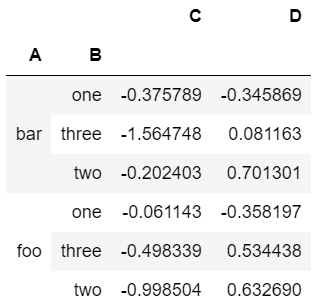 C D
A B
bar one -0.375789 -0.345869
three -1.564748 0.081163
two -0.202403 0.701301
foo one -0.061143 -0.358197
three -0.498339 0.534438
two -0.998504 0.632690